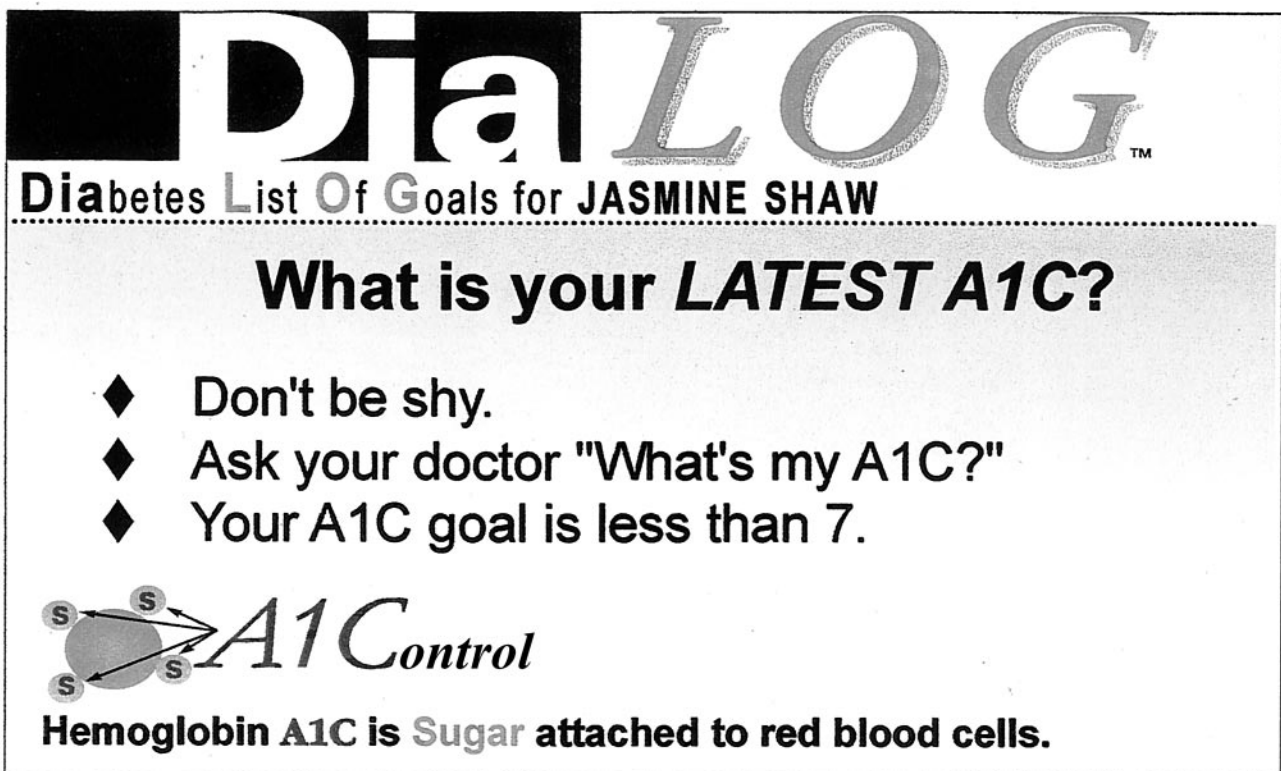 DiaLOG™
Diabetes List Of Goals for JASMINE SHAW
What is your LATEST A1C?
♦ Don't be shy.
♦ Ask your doctor "What's my A1C?"
♦ Your A1C goal is less than 7.
S S S S A1Control
Hemoglobin A1C is Sugar attached to red blood cells.